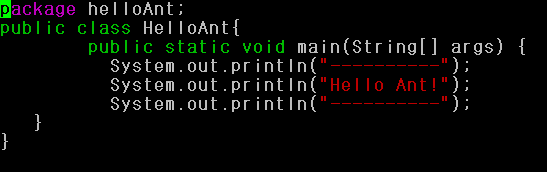 package helloAnt;
public class HelloAnt{
        public static void main(String[] args) {
          System.out.println("----------");
          System.out.println("Hello Ant!");
          System.out.println("----------");
   }
}